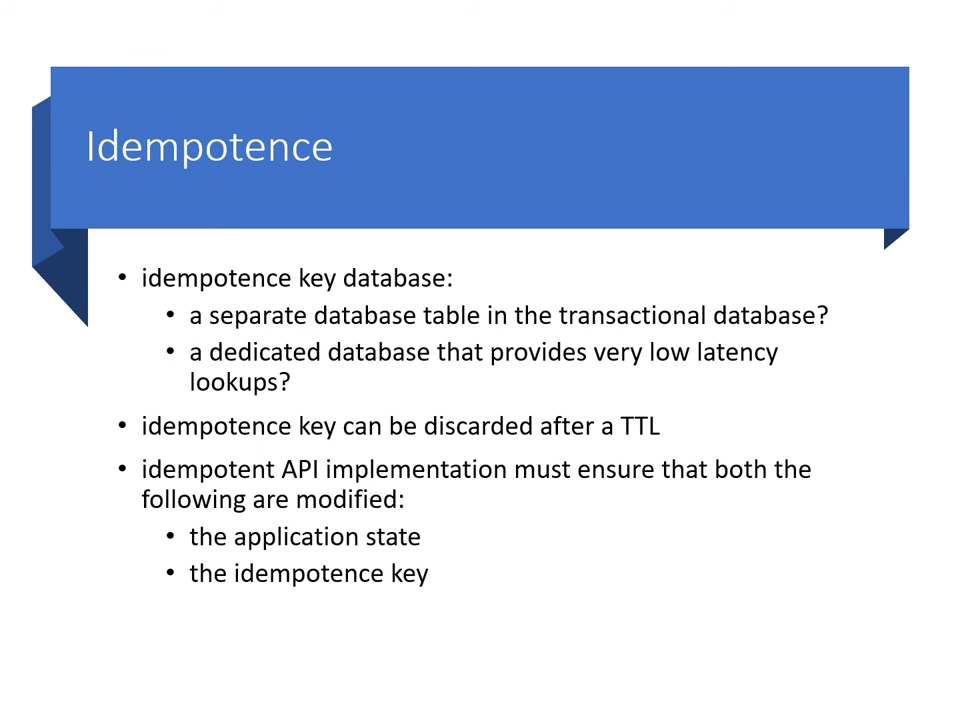 Idempotence
• idempotence key database:
• a separate database table in the transactional database?
• a dedicated database that provides very low latency
lookups?
• idempotence key can be discarded after a TTL
• idempotent API implementation must ensure that both the
following are modified:
• the application state
• the idempotence key